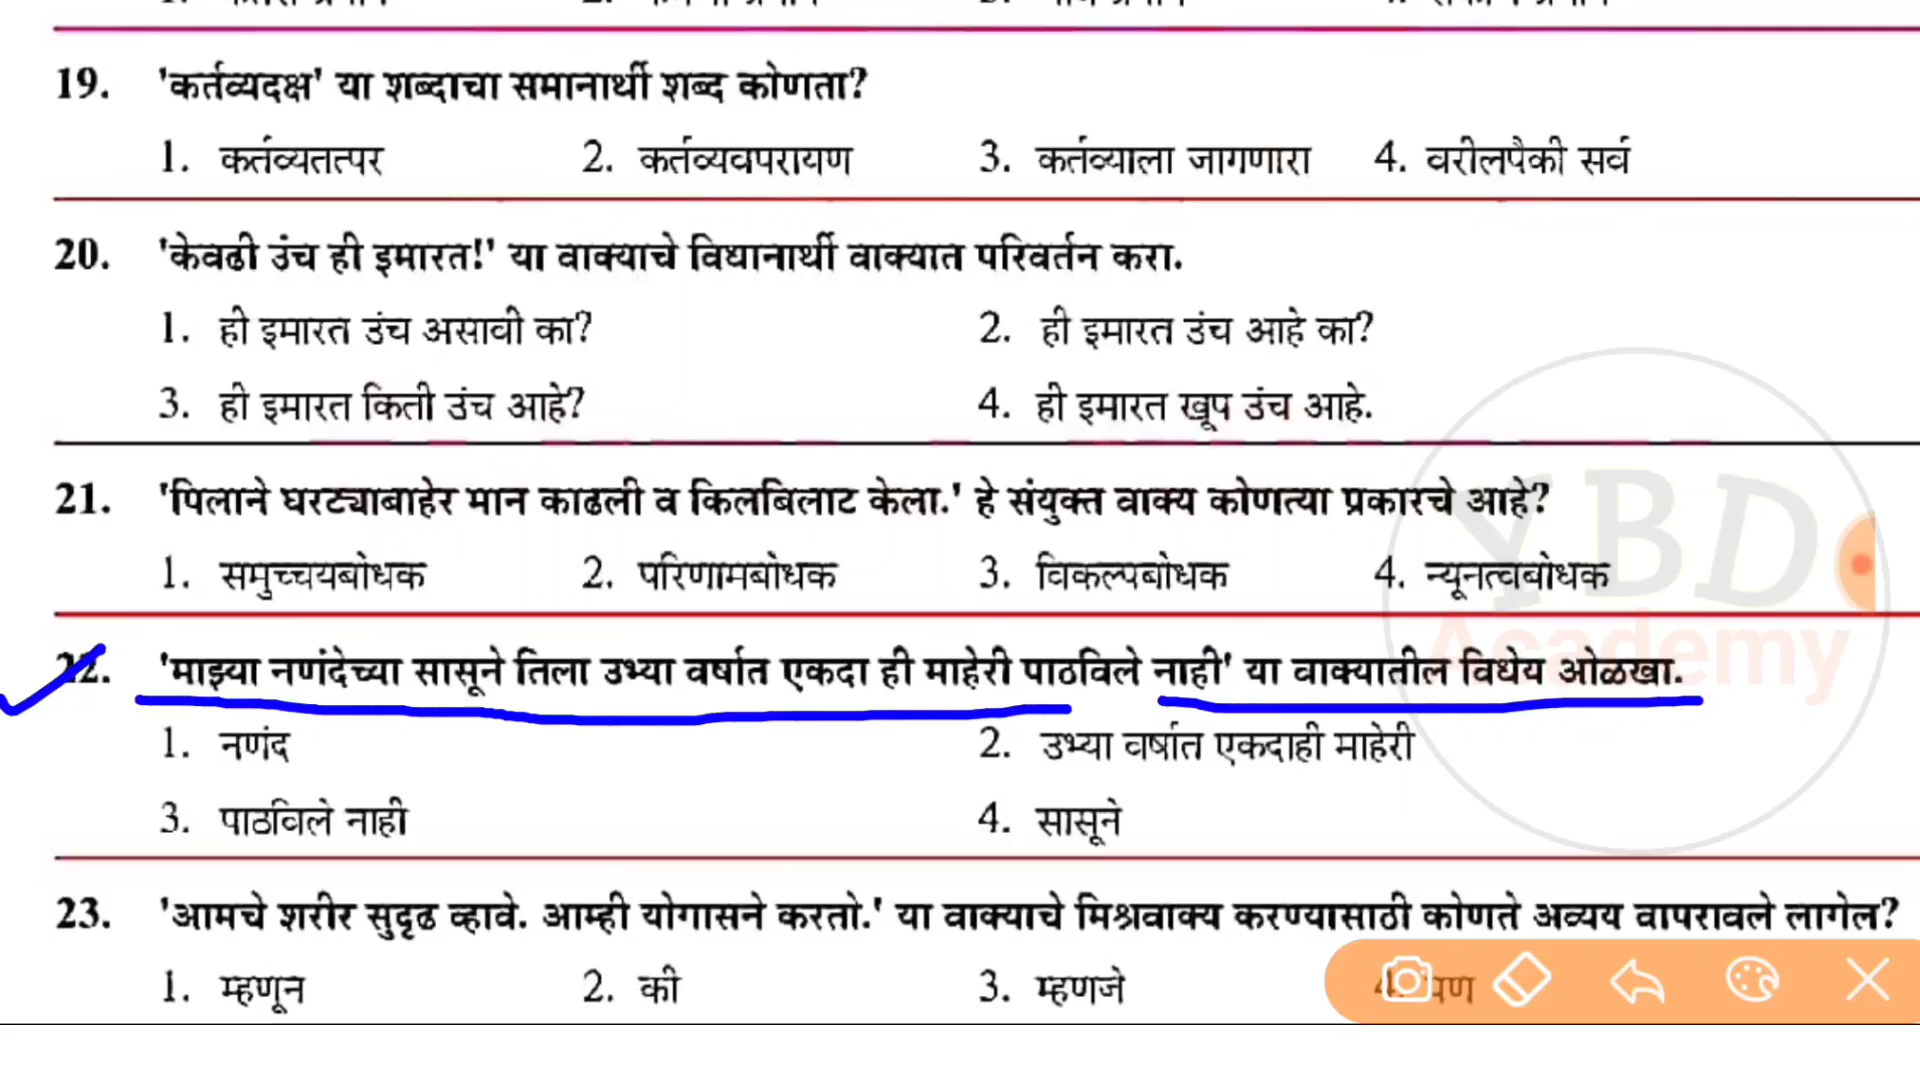 19. 'कर्तव्यदक्ष' या शब्दाचा समानार्थी शब्द कोणता?
1. कर्तव्यतत्पर 2. कर्तव्यवपरायण 3. कर्तव्याला जागणारा 4. वरीलपैकी सर्व
20. 'केवढी उंच ही इमारत!' या वाक्याचे विधानार्थी वाक्यात परिवर्तन करा.
1. ही इमारत उंच असावी का? 2. ही इमारत उंच आहे का?
3. ही इमारत किती उंच आहे? 4. ही इमारत खूप उंच आहे.
21. 'पिलाने घरट्याबाहेर मान काढली व किलबिलाट केला.' हे संयुक्त वाक्य कोणत्या प्रकारचे आहे?
1. समुच्चयबोधक 2. परिणामबोधक 3. विकल्पबोधक 4. न्यूनत्वबोधक
YBD
Academy
22. 'माझ्या नणंदेच्या सासूने तिला उभ्या वर्षात एकदा ही माहेरी पाठविले नाही' या वाक्यातील विधेय ओळखा.
1. नणंद 2. उभ्या वर्षात एकदाही माहेरी
3. पाठविले नाही 4. सासूने
23. 'आमचे शरीर सुदृढ व्हावे. आम्ही योगासने करतो.' या वाक्याचे मिश्रवाक्य करण्यासाठी कोणते अव्यय वापरावले लागेल?
1. म्हणून 2. की 3. म्हणजे 4. पण